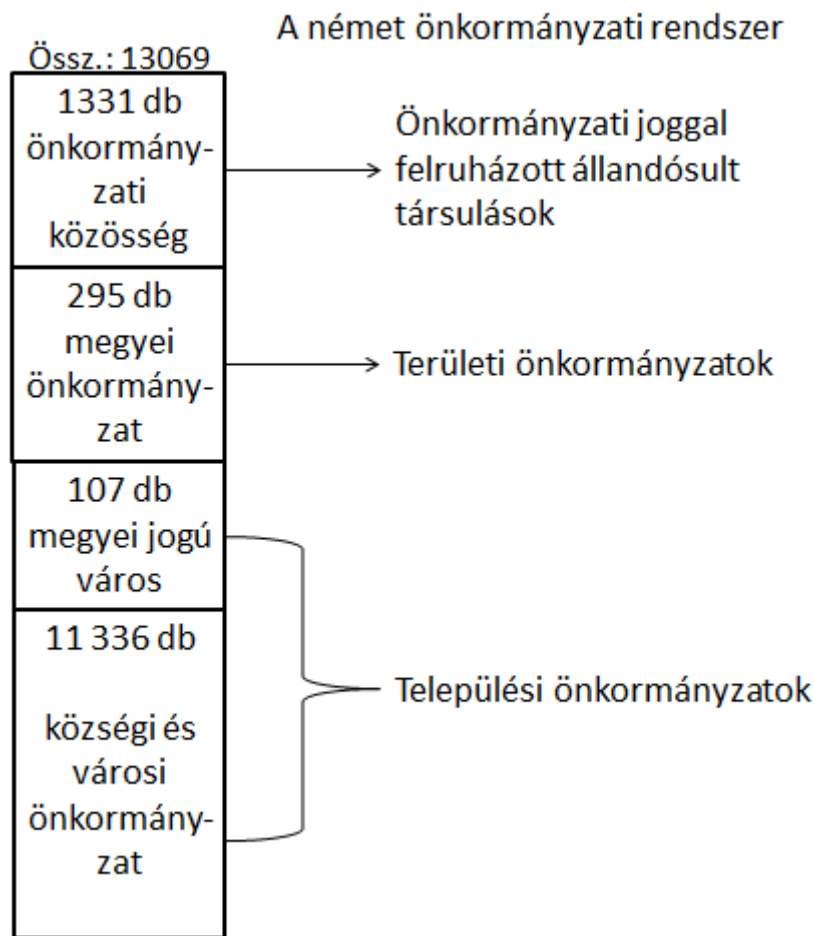 A német önkormányzati rendszer
Össz.: 13069
1331 db
önkormány-
zati
közösség
Önkormányzati joggal
felruházott állandósult
társulások
295 db
megyei
önkormány-
zat
Területi önkormányzatok
107 db
megyei jogú
város
11 336 db
községi és
városi
önkormány-
zat
Települési önkormányzatok